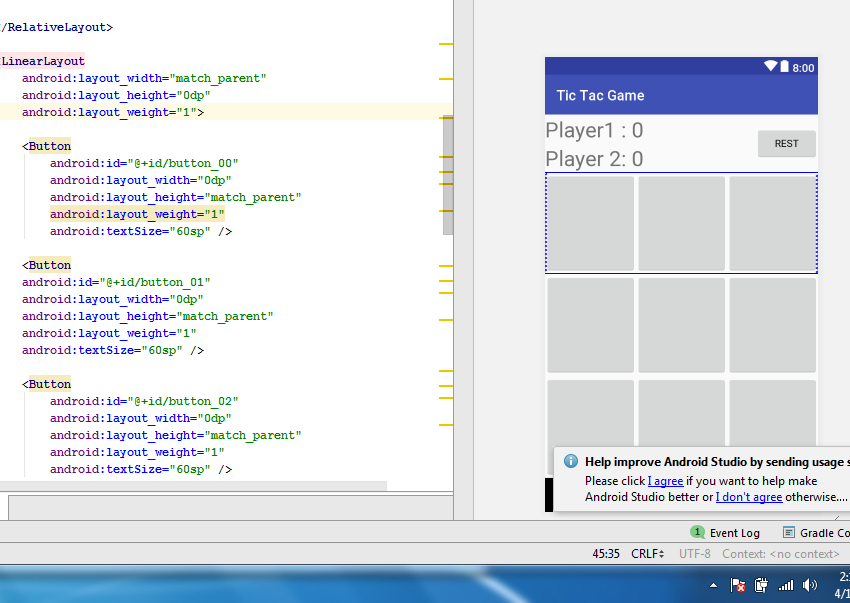 /RelativeLayout>
LinearLayout
android:layout_width="match_parent"
android:layout_height="0dp"
android:layout_weight="1">
<Button
android:id="@+id/button_00"
android:layout_width="0dp"
android:layout_height="match_parent"
android:layout_weight="1"
android:textSize="60sp" />
<Button
android:id="@+id/button_01"
android:layout_width="0dp"
android:layout_height="match_parent"
android:layout_weight="1"
android:textSize="60sp" />
<Button
android:id="@+id/button_02"
android:layout_width="0dp"
android:layout_height="match_parent"
android:layout_weight="1"
android:textSize="60sp" />
8:00
Tic Tac Game
Player1 : 0
Player 2: 0
REST
Help improve Android Studio by sending usage s
Please click I agree if you want to help make
Android Studio better or I don't agree otherwise....
1 Event Log
Gradle Co
45:35 CRLF UTF-8 Context: <no context>
2:
4/1